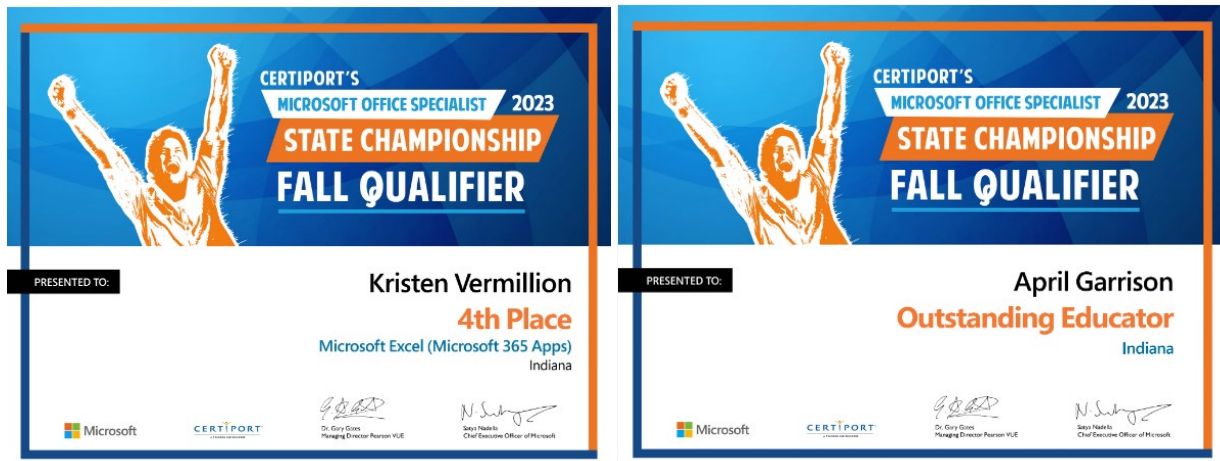 CERTIPORT'S
MICROSOFT OFFICE SPECIALIST 2023
STATE CHAMPIONSHIP
FALL QUALIFIER
PRESENTED TO:
Kristen Vermillion
4th Place
Microsoft Excel (Microsoft 365 Apps)
Indiana
Microsoft
CERTIPORT
Dr. Gary Gates
Managing Director Pearson VUE
Satya Nadella
Chief Executive Officer of Microsoft
CERTIPORT'S
MICROSOFT OFFICE SPECIALIST 2023
STATE CHAMPIONSHIP
FALL QUALIFIER
PRESENTED TO:
April Garrison
Outstanding Educator
Indiana
Microsoft
CERTIPORT
Dr. Gary Gates
Managing Director Pearson VUE
Satya Nadella
Chief Executive Officer of Microsoft